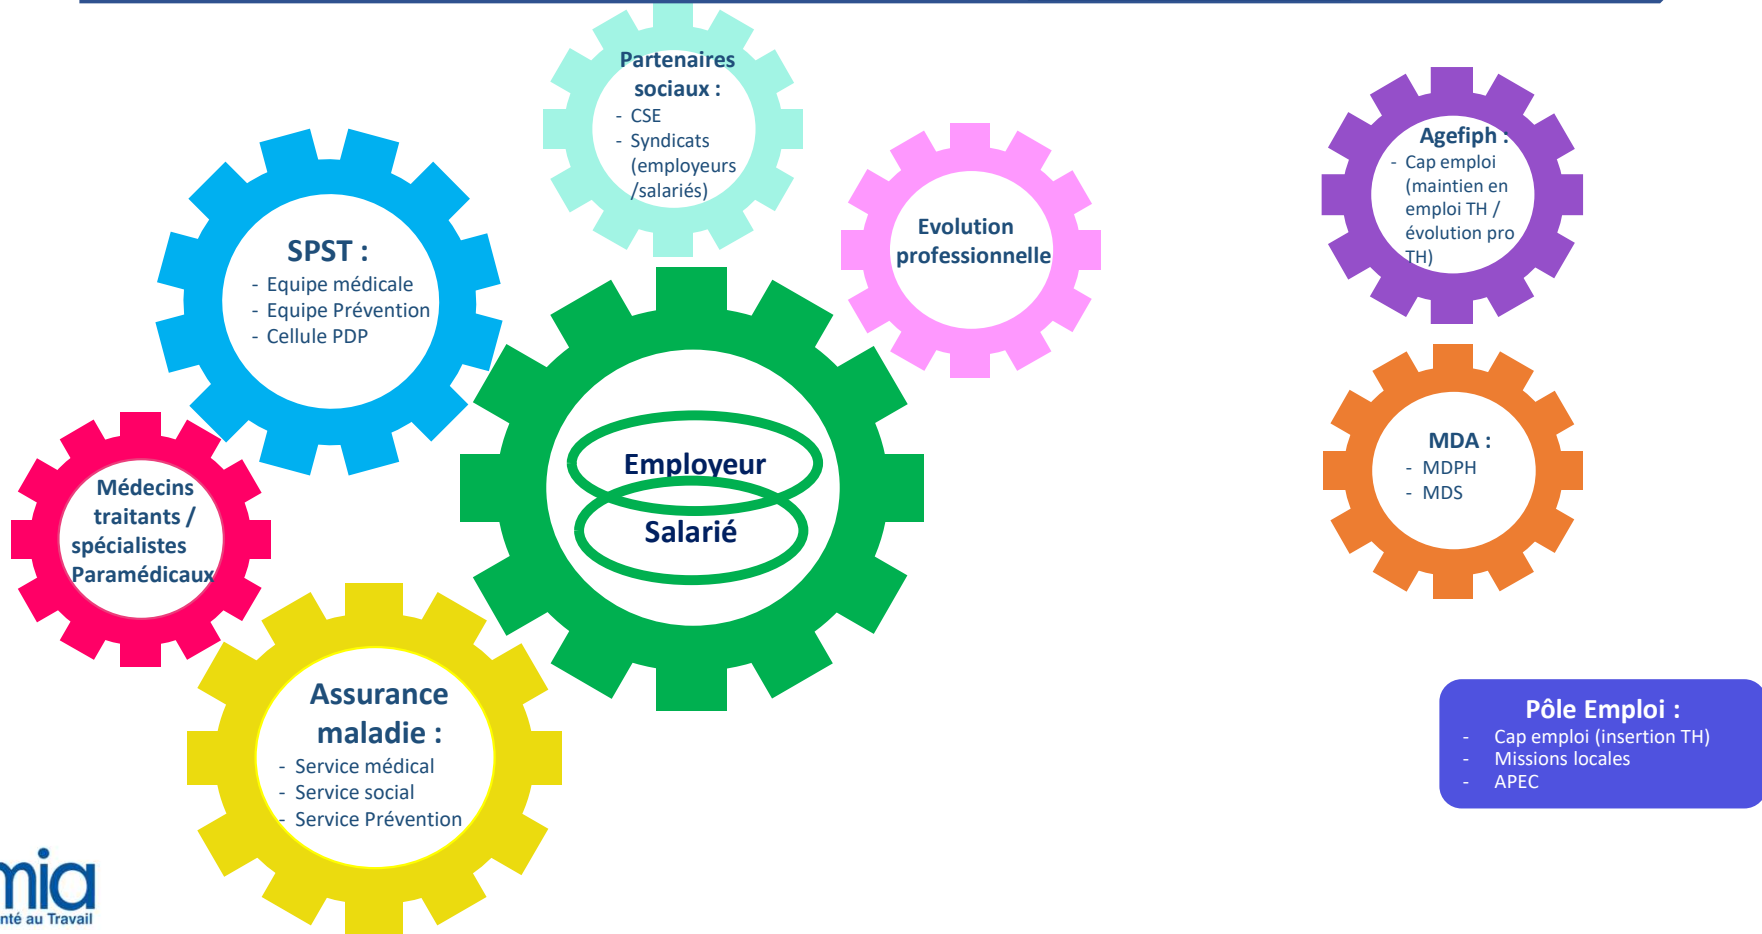 Partenaires
sociaux :
- CSE
- Syndicats
(employeurs
/salariés)
Agefiph :
- Cap emploi
(maintien en
emploi TH /
évolution pro
TH)
Evolution
professionnelle
SPST :
- Equipe médicale
- Equipe Prévention
- Cellule PDP
Employeur
Salarié
MDA :
- MDPH
- MDS
Médecins
traitants /
spécialistes
Paramédicaux
Assurance
maladie :
- Service médical
- Service social
- Service Prévention
Pôle Emploi :
- Cap emploi (insertion TH)
- Missions locales
- APEC
mia
nté au Travail